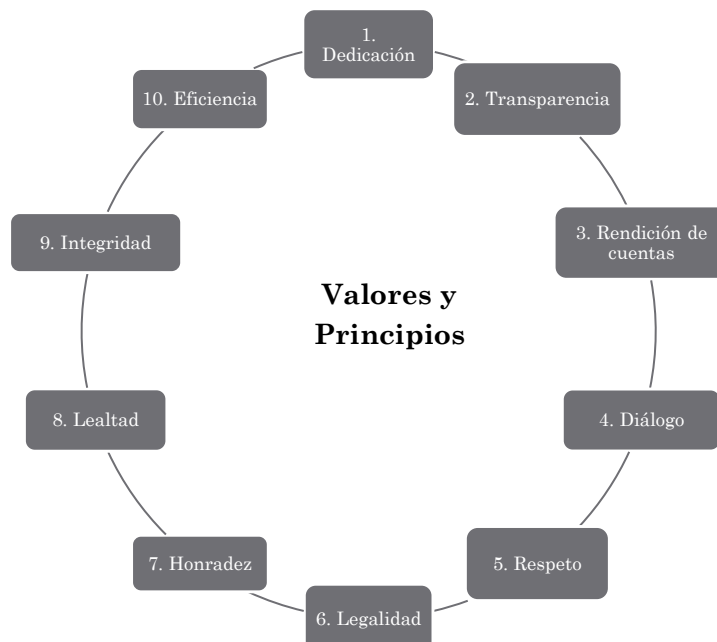 1.
Dedicación
2. Transparencia
3. Rendición de
cuentas
4. Diálogo
5. Respeto
6. Legalidad
7. Honradez
8. Lealtad
9. Integridad
10. Eficiencia
Valores y
Principios